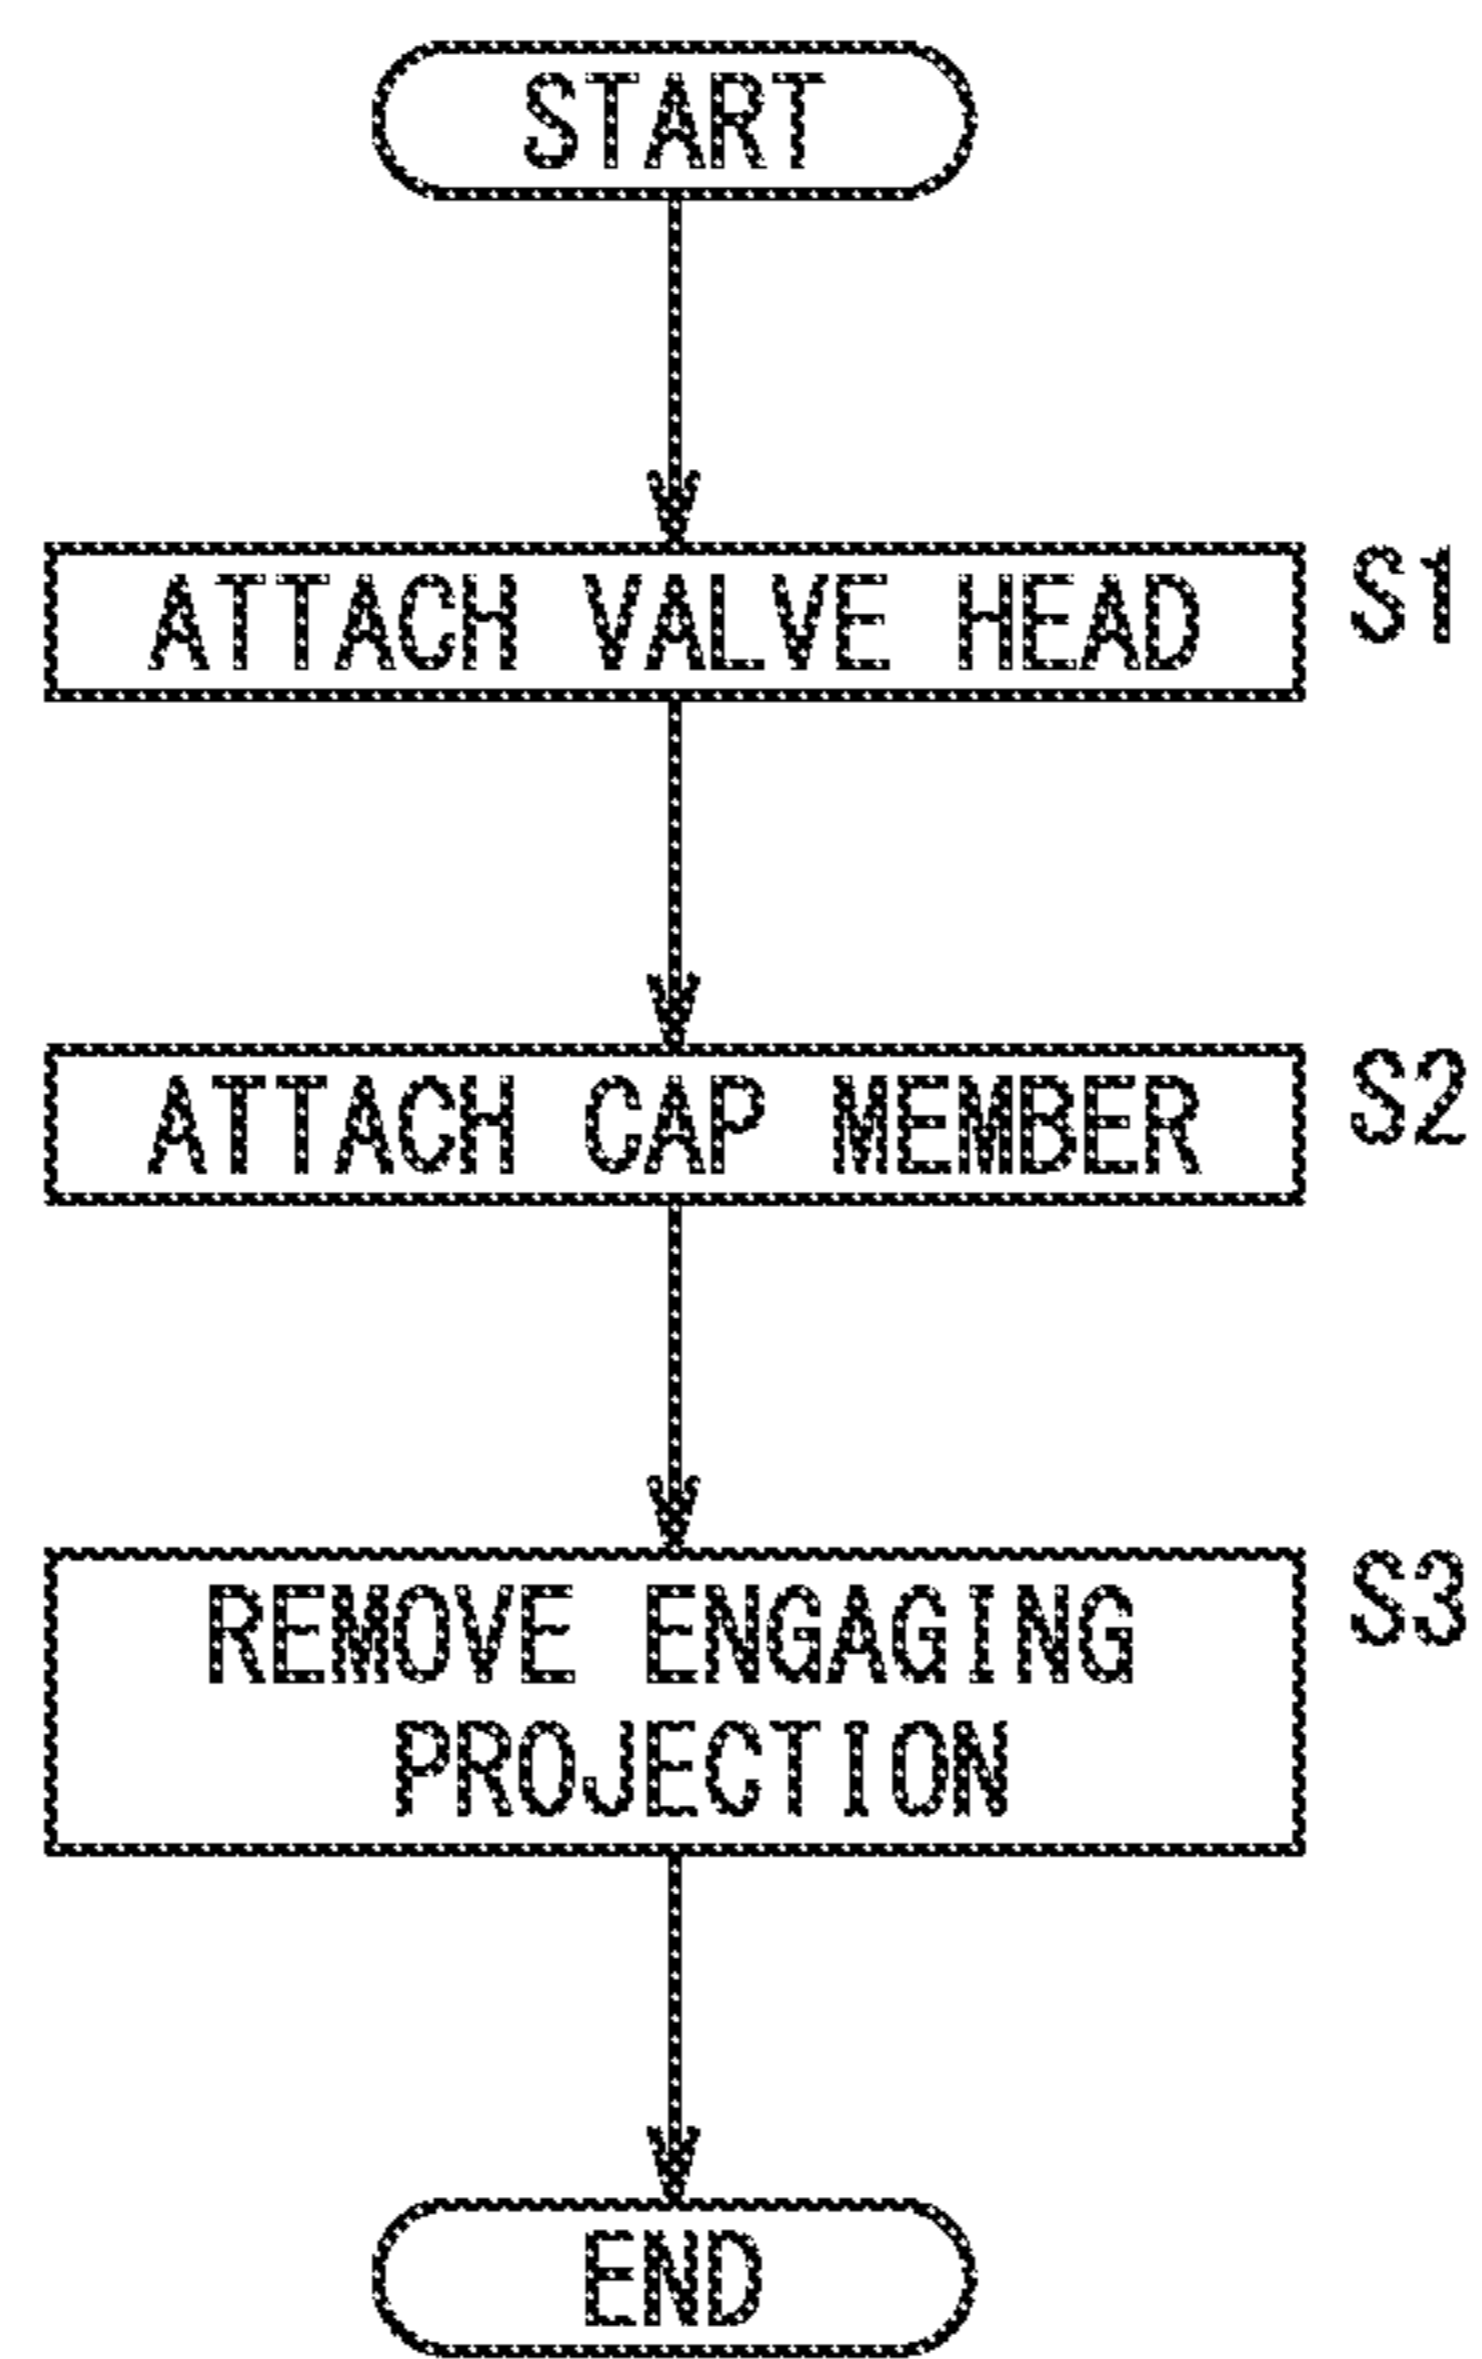 START
ATTACH VALVE HEAD S1
ATTACH CAP MEMBER S2
REMOVE ENGAGING S3
PROJECTION
END